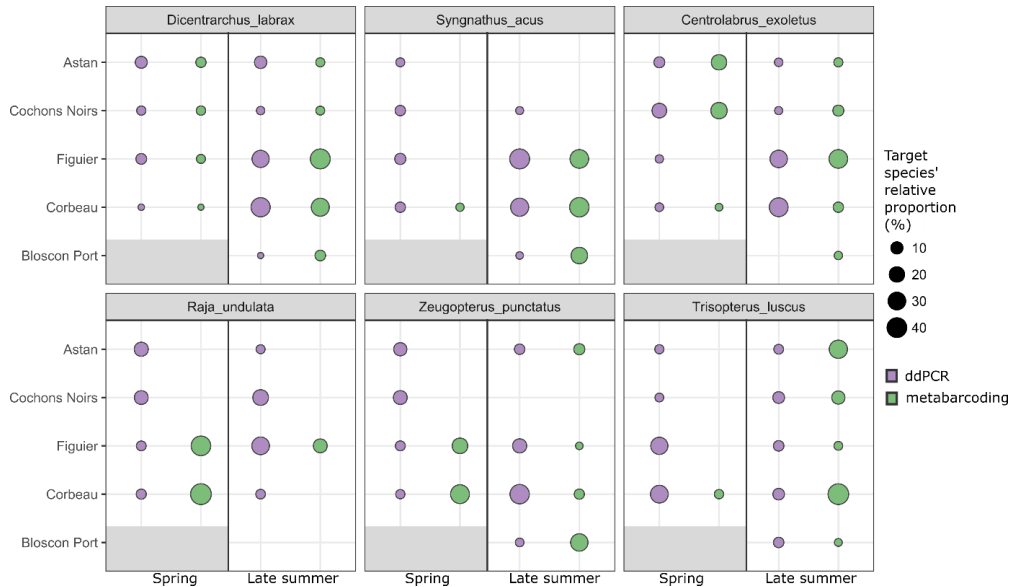 Dicentrarchus_labrax
Syngnathus_acus
Centrolabrus_exoletus
Astan
Cochons Noirs
Figuier
Corbeau
Bloscon Port
Target
species'
relative
proportion
(%)
10
20
30
40
ddPCR
metabarcoding
Raja_undulata
Zeugopterus_punctatus
Trisopterus_luscus
Astan
Cochons Noirs
Figuier
Corbeau
Bloscon Port
Spring
Late summer
Spring
Late summer
Spring
Late summer